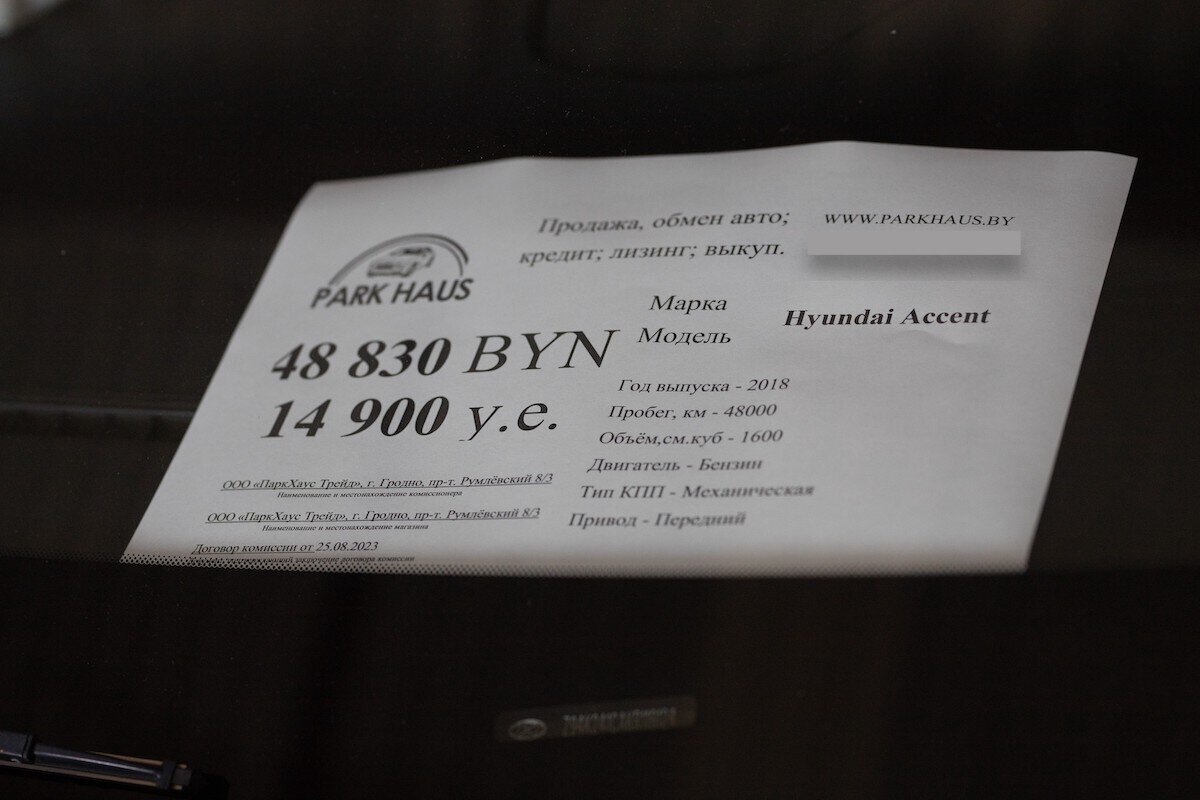 Продажа, обмен авто;
кредит; лизинг; выкуп.
WWW.PARKHAUS.BY
PARK HAUS
48 830 BYN
14 900 у.е.
Марка
Модель
Hyundai Accent
Год выпуска - 2018
Пробег, км - 48000
Объём,см.куб - 1600
Двигатель - Бензин
Тип КПП - Механическая
Привод - Передний
ООО «ПаркХаус Трейд», г. Гродно, пр-т. Румлёвский 8/3
Наименование и местонахождение комиссионера
ООО «ПаркХаус Трейд», г. Гродно, пр-т. Румлёвский 8/3
Наименование и местонахождение магазина
Договор комиссии от 25.08.2023
заключение договора комиссии